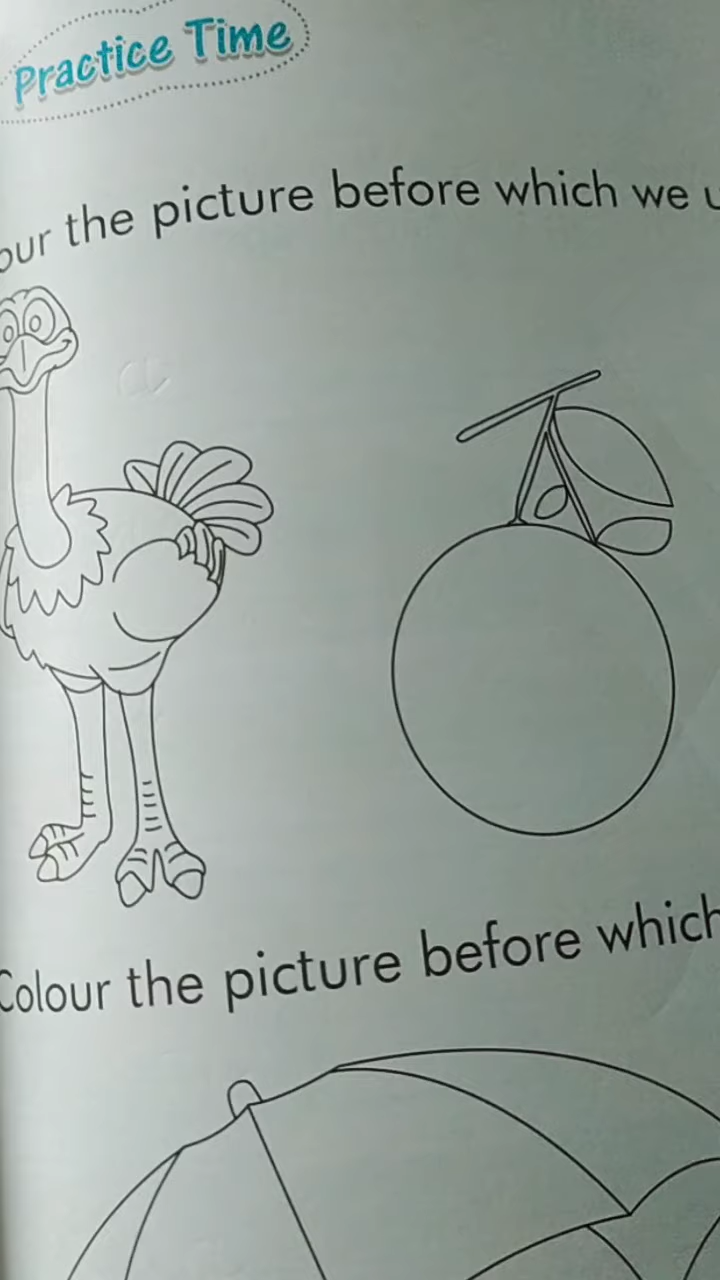 Practice Time
our the picture before which we u
Colour the picture before which